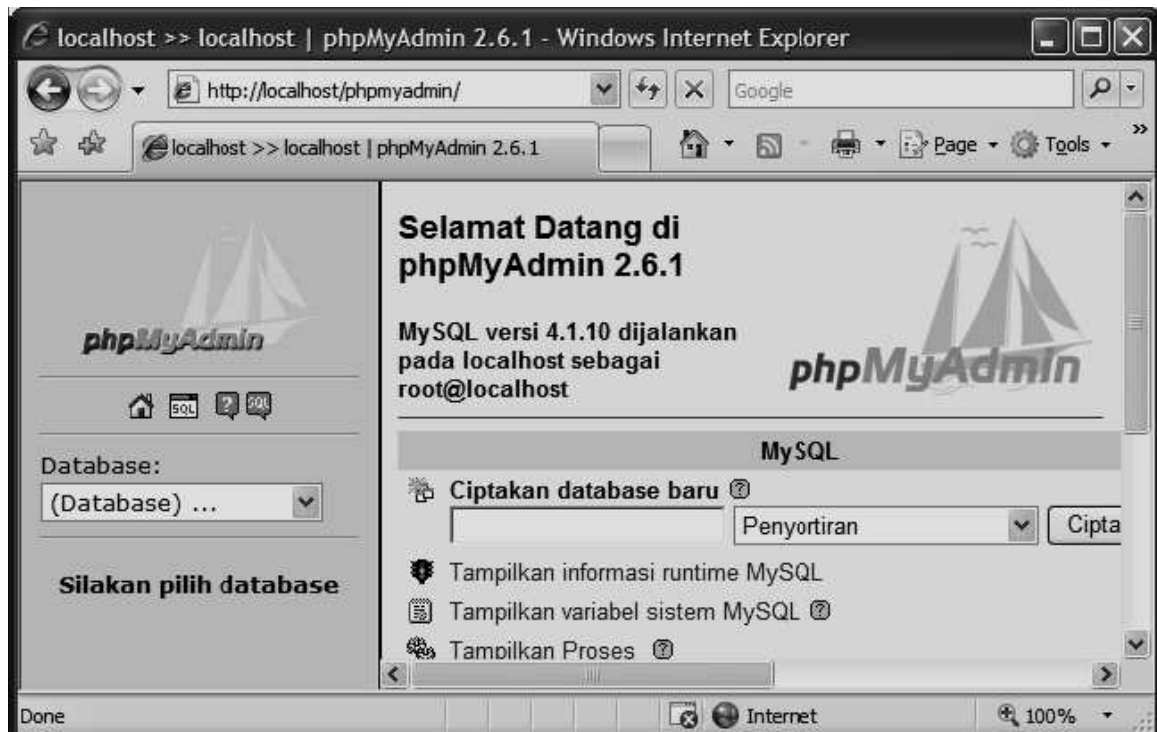 localhost >> localhost | phpMyAdmin 2.6.1 - Windows Internet Explorer
http://localhost/phpmyadmin/
Google
localhost >> localhost | phpMyAdmin 2.6.1
Page
Tools
phpMyAdmin
SQL
SQL
Database:
(Database) ...
Silakan pilih database
Selamat Datang di
phpMyAdmin 2.6.1
MySQL versi 4.1.10 dijalankan
pada localhost sebagai
root@localhost
phpMyAdmin
MySQL
Ciptakan database baru
Penyortiran
Cipta
Tampilkan informasi runtime MySQL
Tampilkan variabel sistem MySQL
Tampilkan Proses
Done
Internet
100%